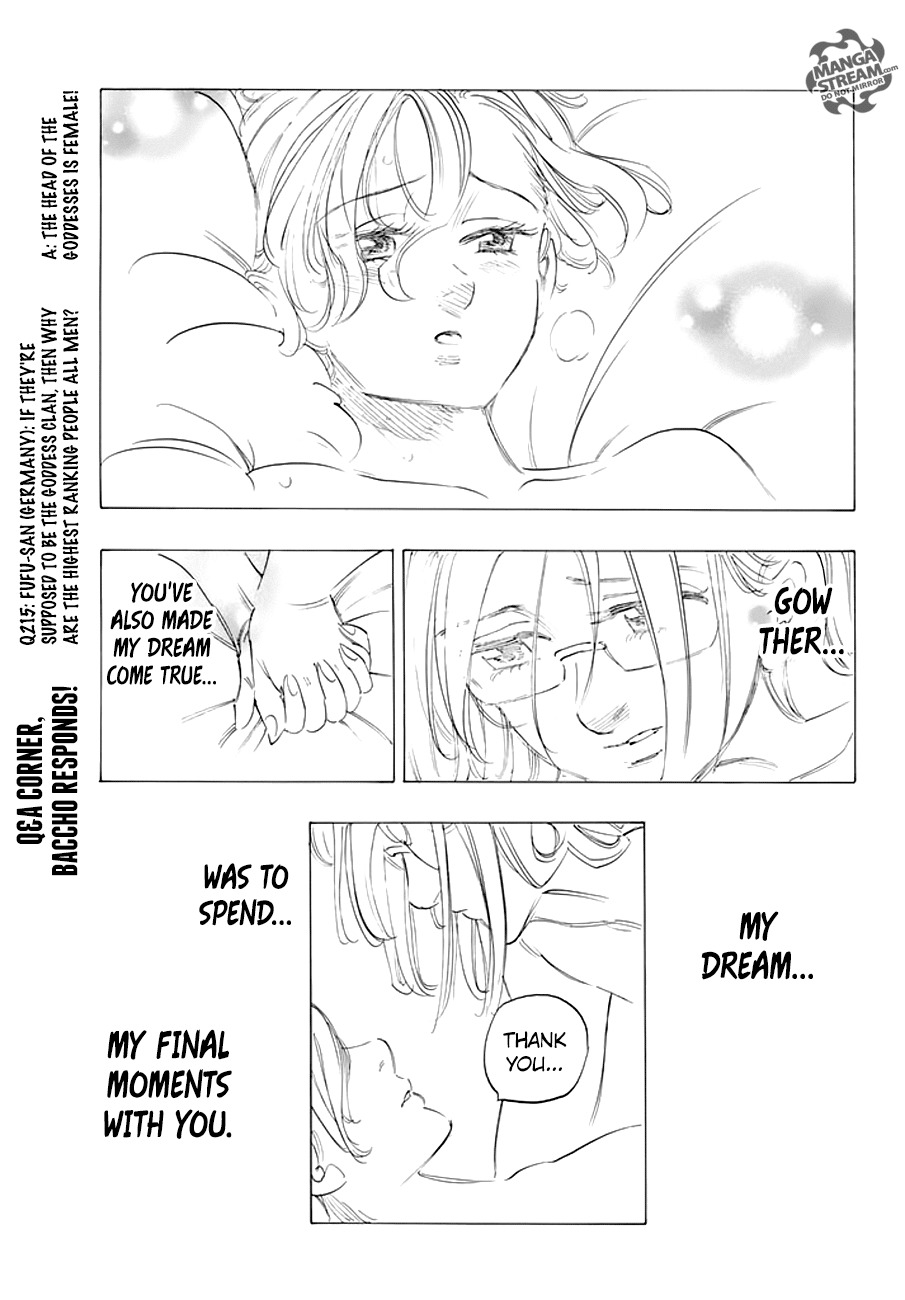 MANGA
STREAM.com
DO NOT MIRROR
GOW
THER...
YOU'VE
ALSO MADE
MY DREAM
COME TRUE...
MY
DREAM...
THANK
YOU...
WAS TO
SPEND...
MY FINAL
MOMENTS
WITH YOU.
Q&A CORNER,
BACCHO RESPONDS!
Q215: FUFU-SAN (GERMANY): IF THEY'RE
SUPPOSED TO BE THE GODDESS CLAN, THEN WHY
ARE THE HIGHEST RANKING PEOPLE ALL MEN?
A: THE HEAD OF THE
GODDESSES IS FEMALE!